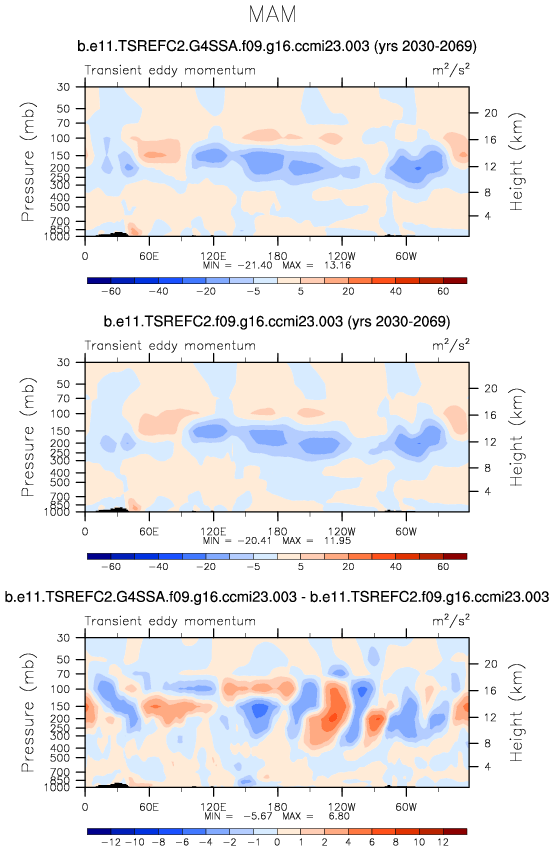 MAM
b.e11.TSREFC2.G4SSA.f09.g16.ccmi23.003 (yrs 2030-2069)
Transient eddy momentum m²/s²
Pressure (mb)
30
50
70
100
150
200
250
300
400
500
700
850
1000
20
16
12
8
4
Height (km)
0 60E 120E 180 120W 60W
MIN = -21.40 MAX = 13.16
-60 -40 -20 -5 5 20 40 60
b.e11.TSREFC2.f09.g16.ccmi23.003 (yrs 2030-2069)
Transient eddy momentum m²/s²
Pressure (mb)
30
50
70
100
150
200
250
300
400
500
700
850
1000
20
16
12
8
4
Height (km)
0 60E 120E 180 120W 60W
MIN = -20.41 MAX = 11.95
-60 -40 -20 -5 5 20 40 60
b.e11.TSREFC2.G4SSA.f09.g16.ccmi23.003 - b.e11.TSREFC2.f09.g16.ccmi23.003
Transient eddy momentum m²/s²
Pressure (mb)
30
50
70
100
150
200
250
300
400
500
700
850
1000
20
16
12
8
4
Height (km)
0 60E 120E 180 120W 60W
MIN = -5.67 MAX = 6.80
-12 -10 -8 -6 -4 -2 -1 0 1 2 4 6 8 10 12